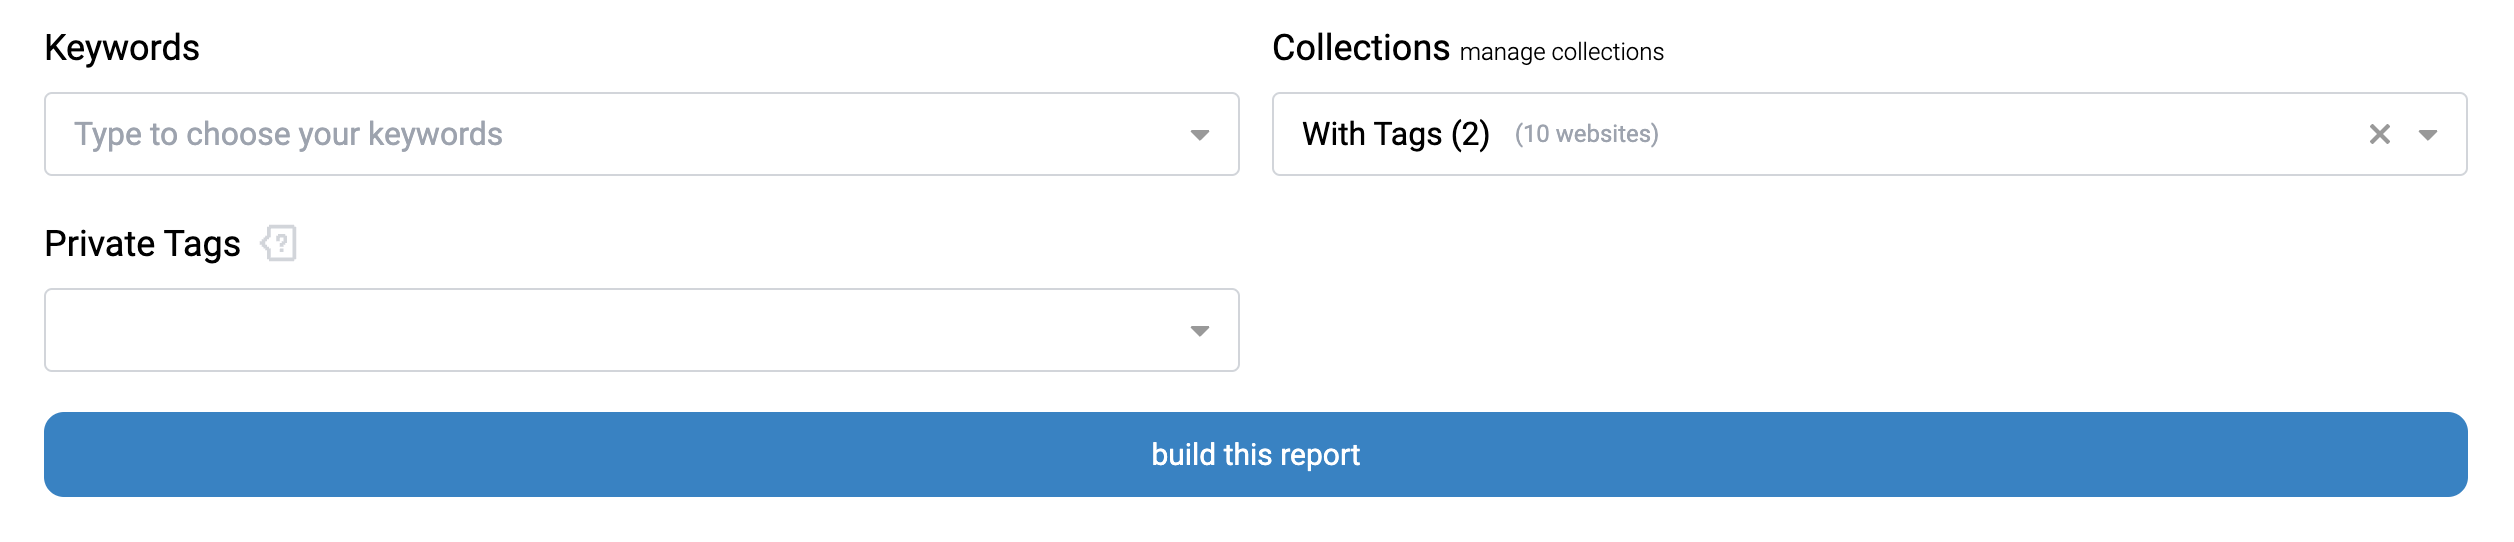 Keywords
Collections manage collections
Type to choose your keywords
With Tags (2) (10 websites)
Private Tags ?
build this report